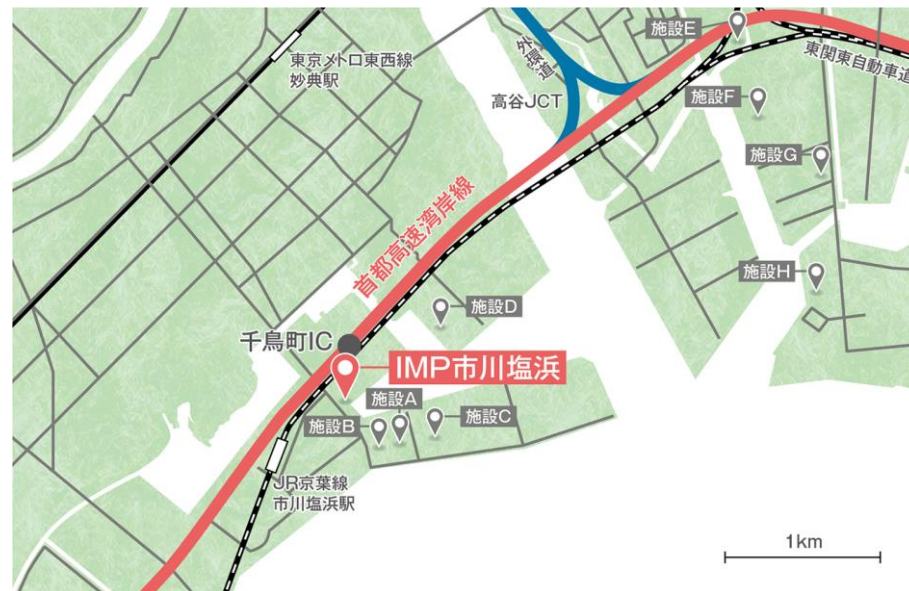 施設E
東京メトロ東西線
妙典駅
外環道
東関東自動車道
高谷JCT
施設F
施設G
首都高速湾岸線
施設H
施設D
千鳥町IC
IMP市川塩浜
施設A
施設B
施設C
JR京葉線
市川塩浜駅
1km